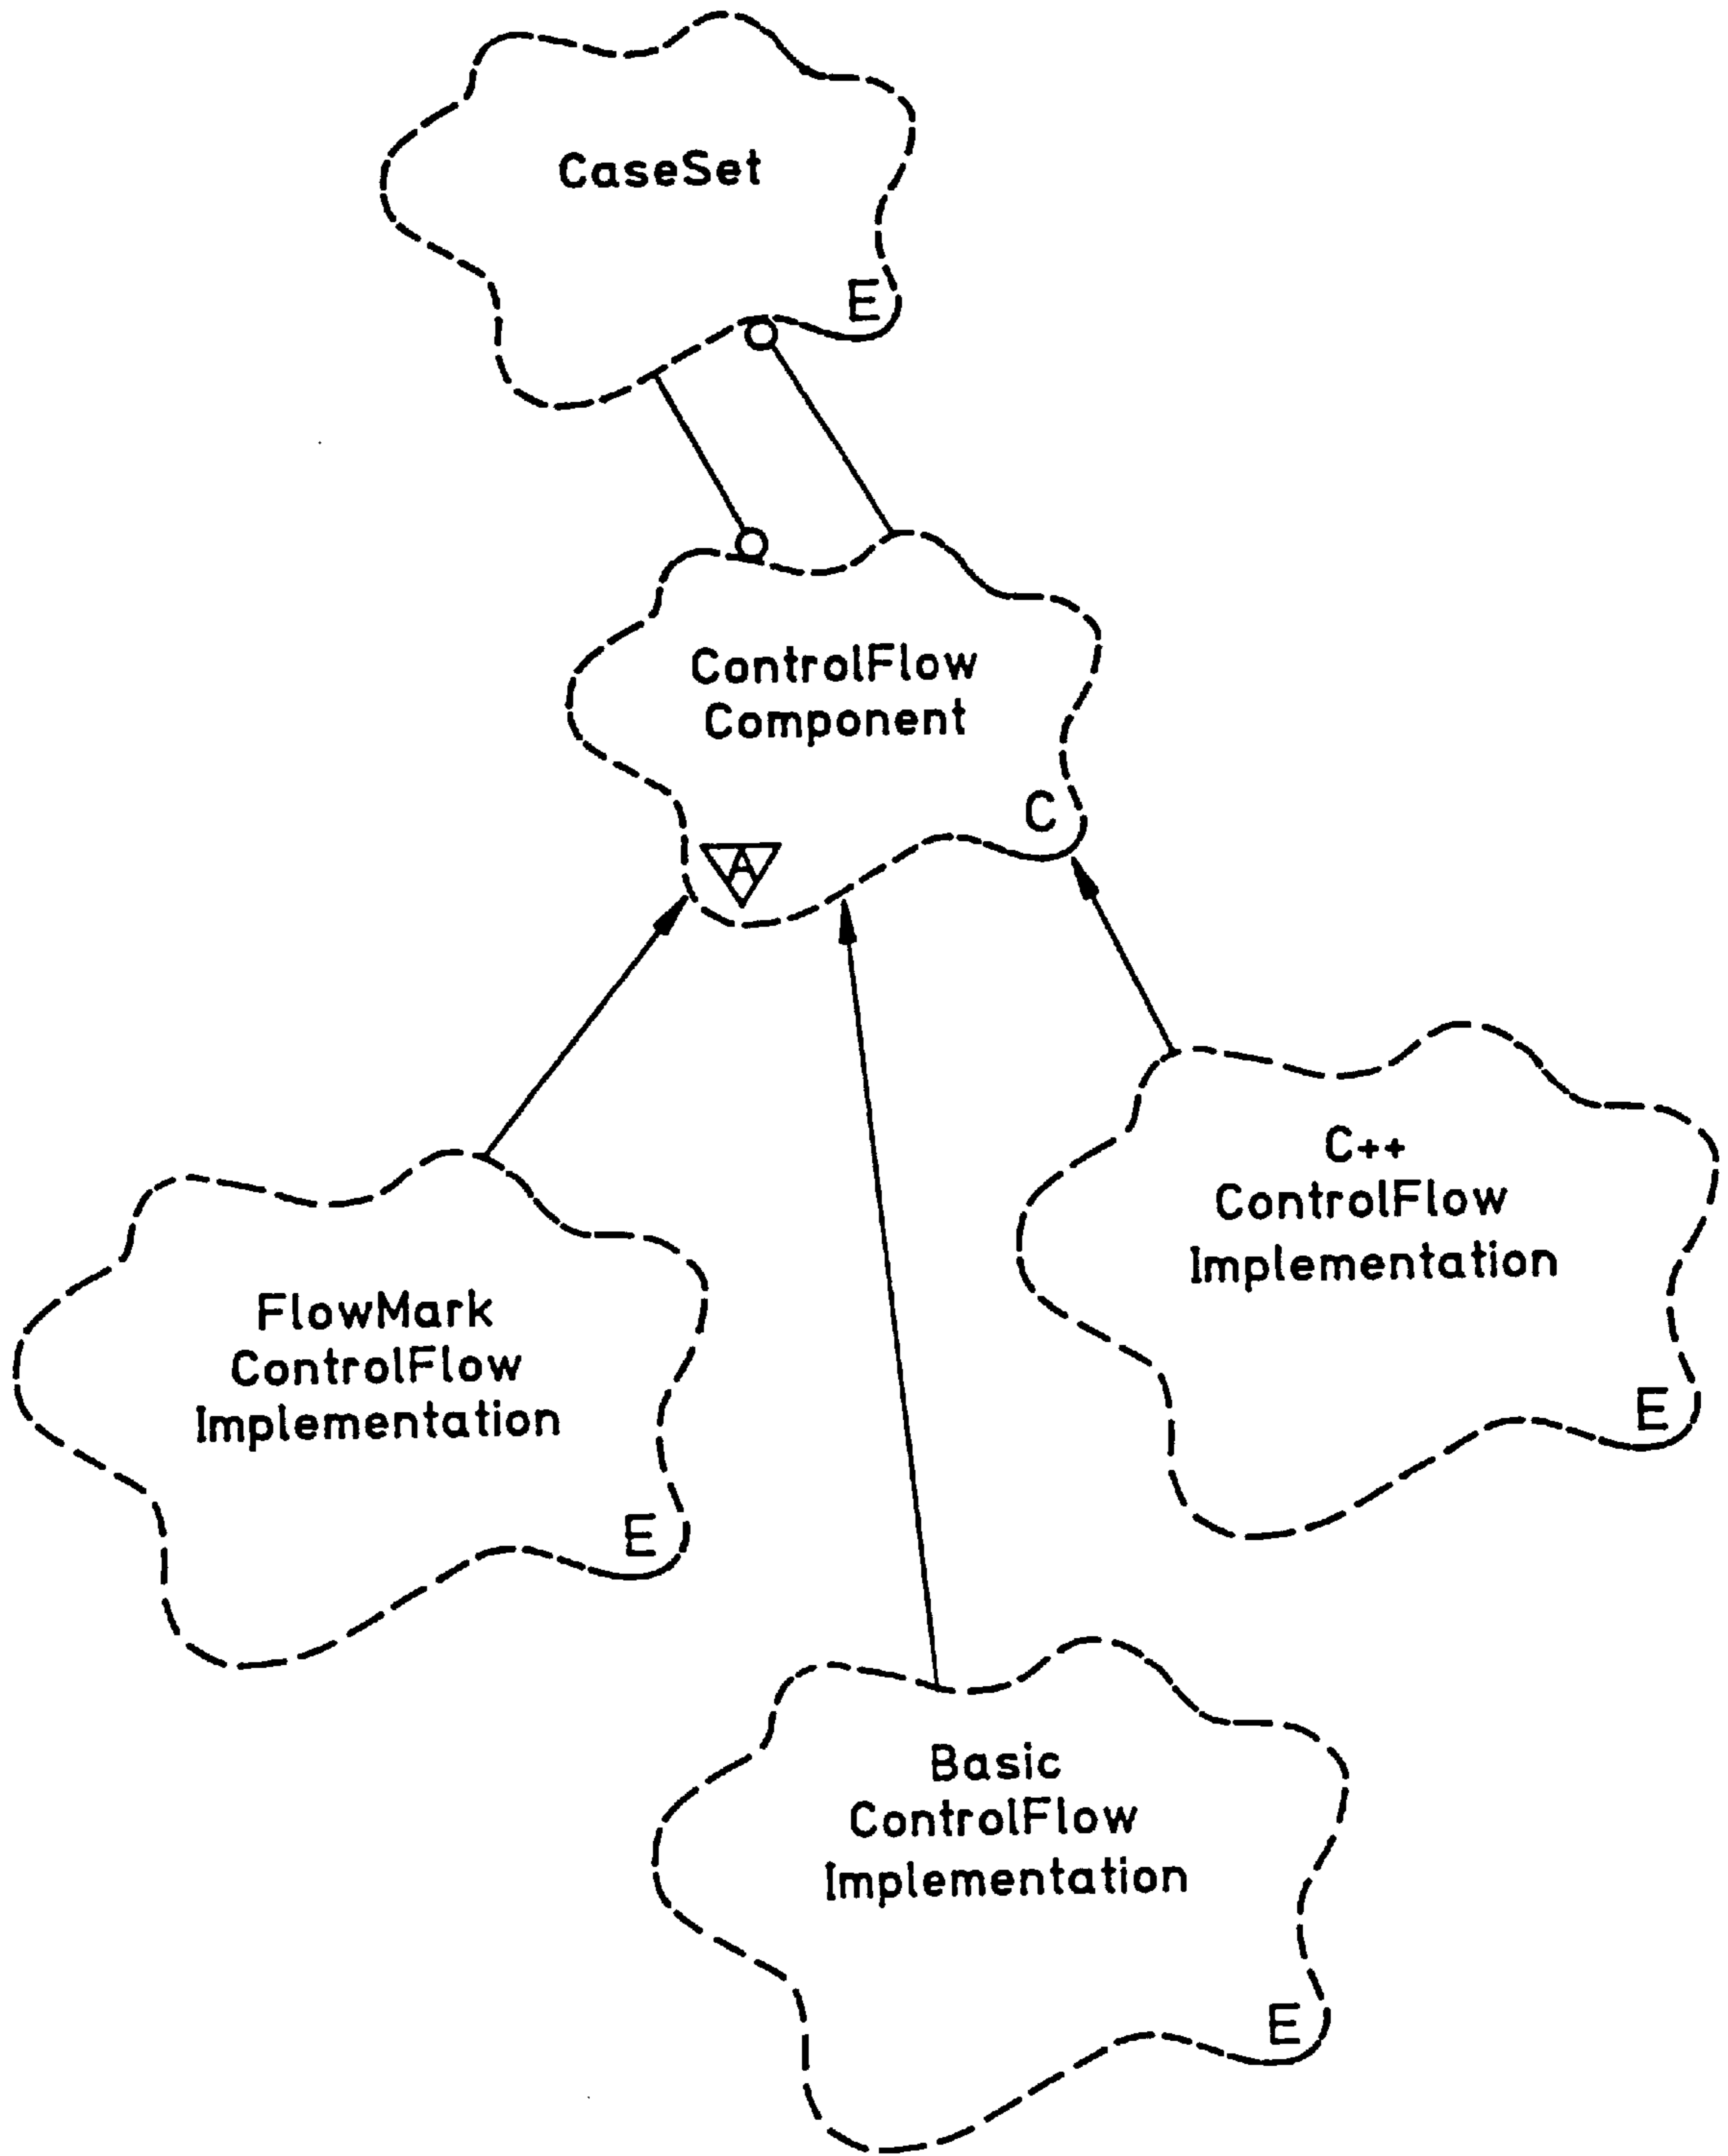 CaseSet
E
ControlFlow
Component
C
A
C++
ControlFlow
Implementation
E
FlowMark
ControlFlow
Implementation
E
Basic
ControlFlow
Implementation
E